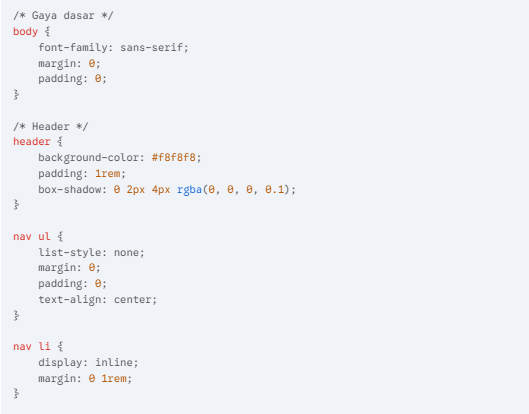 /* Gaya dasar */
body {
    font-family: sans-serif;
    margin: 0;
    padding: 0;
}

/* Header */
header {
    background-color: #f8f8f8;
    padding: 1rem;
    box-shadow: 0 2px 4px rgba(0, 0, 0, 0.1);
}

nav ul {
    list-style: none;
    margin: 0;
    padding: 0;
    text-align: center;
}

nav li {
    display: inline;
    margin: 0 1rem;
}